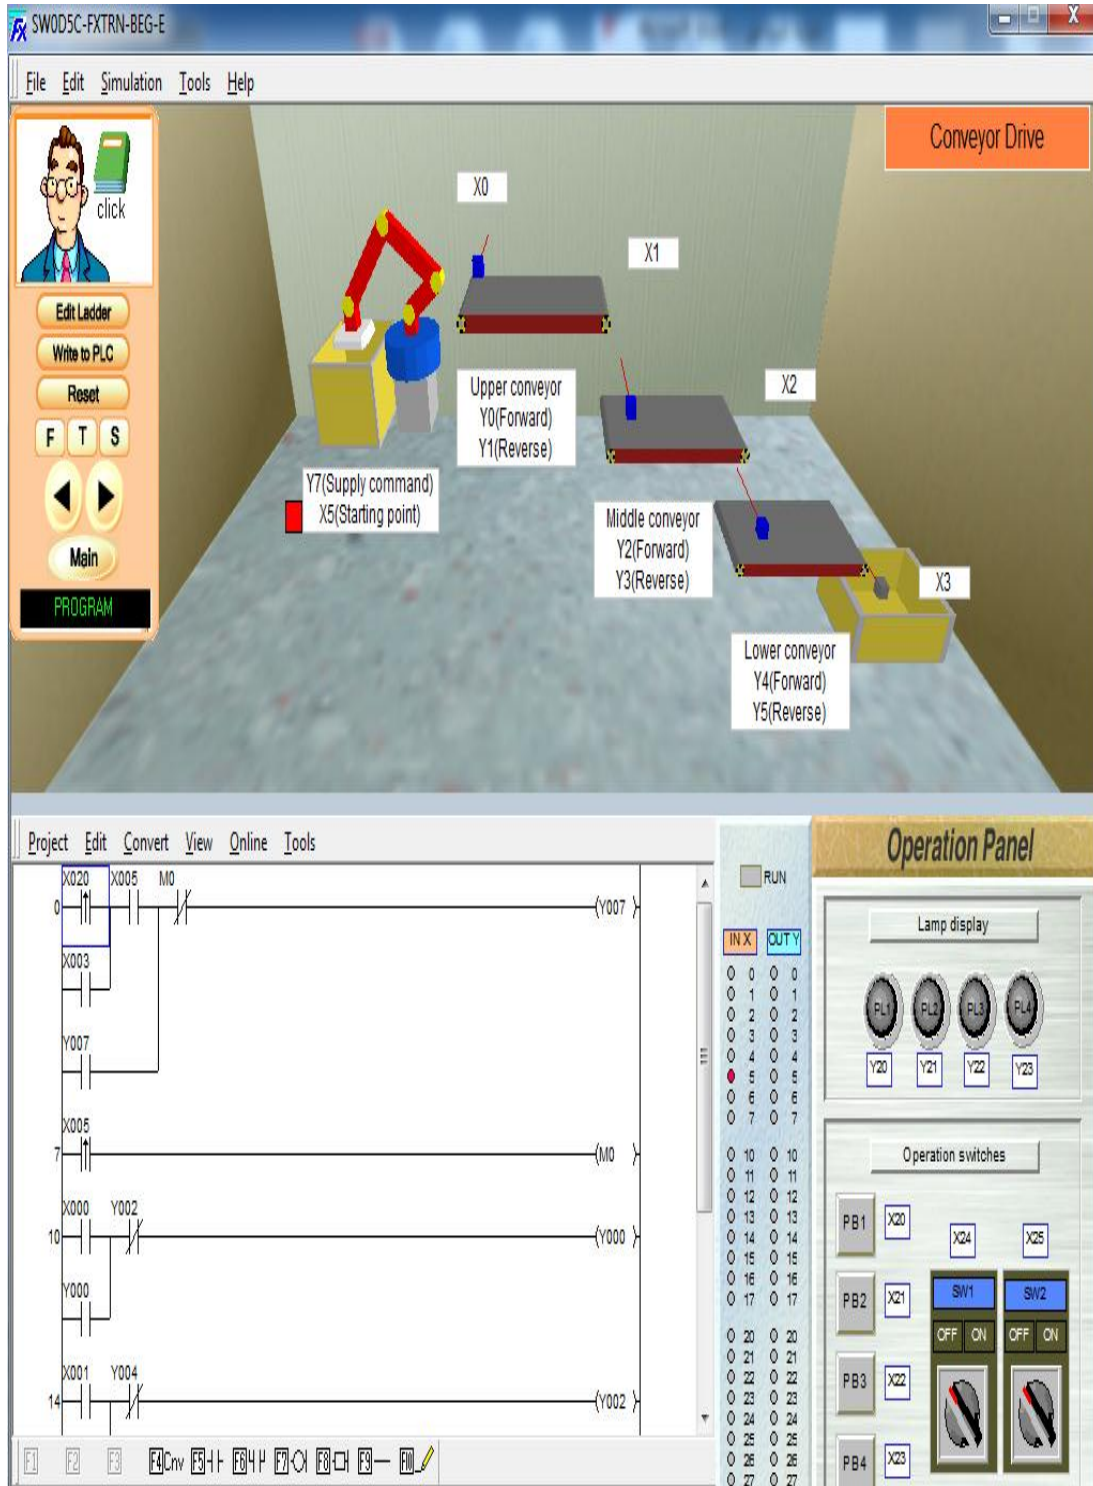 SW0D5C-FXTRN-BEG-E
File Edit Simulation Tools Help
click
Edit Ladder
Write to PLC
Reset
F T S
Main
PROGRAM
Conveyor Drive
X0
X1
X2
X3
Upper conveyor
Y0(Forward)
Y1(Reverse)
Y7(Supply command)
X5(Starting point)
Middle conveyor
Y2(Forward)
Y3(Reverse)
Lower conveyor
Y4(Forward)
Y5(Reverse)
Project Edit Convert View Online Tools
X020 X005 M0
0 (Y007)
X003
Y007
X005
7 (M0)
X000 Y002
10 (Y000)
Y000
X001 Y004
14 (Y002)
F1 F2 F3 F4Cnv F5 F6 F7 F8 F9 F10
RUN
IN X OUT Y
0 0
1 1
2 2
3 3
4 4
5 5
6 6
7 7
10 10
11 11
12 12
13 13
14 14
15 15
16 16
17 17
20 20
21 21
22 22
23 23
24 24
25 25
26 26
27 27
Operation Panel
Lamp display
PL1 PL2 PL3 PL4
Y20 Y21 Y22 Y23
Operation switches
PB1 X20
PB2 X21
PB3 X22
PB4 X23
X24 X25
SW1 SW2
OFF ON OFF ON